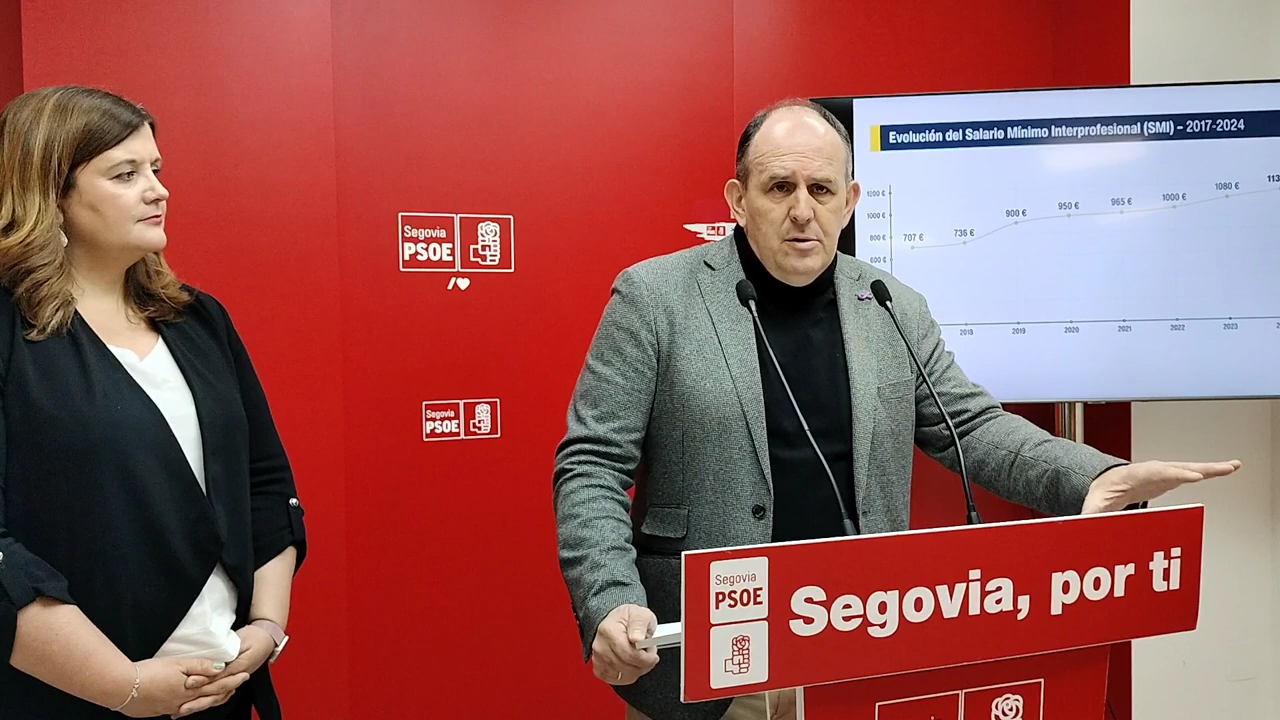 Segovia
PSOE
Segovia
PSOE
Evolución del Salario Mínimo Interprofesional (SMI) – 2017-2024
1200 €
1000 €
800 €
600 €
707 €
736 €
900 €
950 €
965 €
1000 €
1080 €
113
2018
2019
2020
2021
2022
2023
Segovia
PSOE
Segovia, por ti